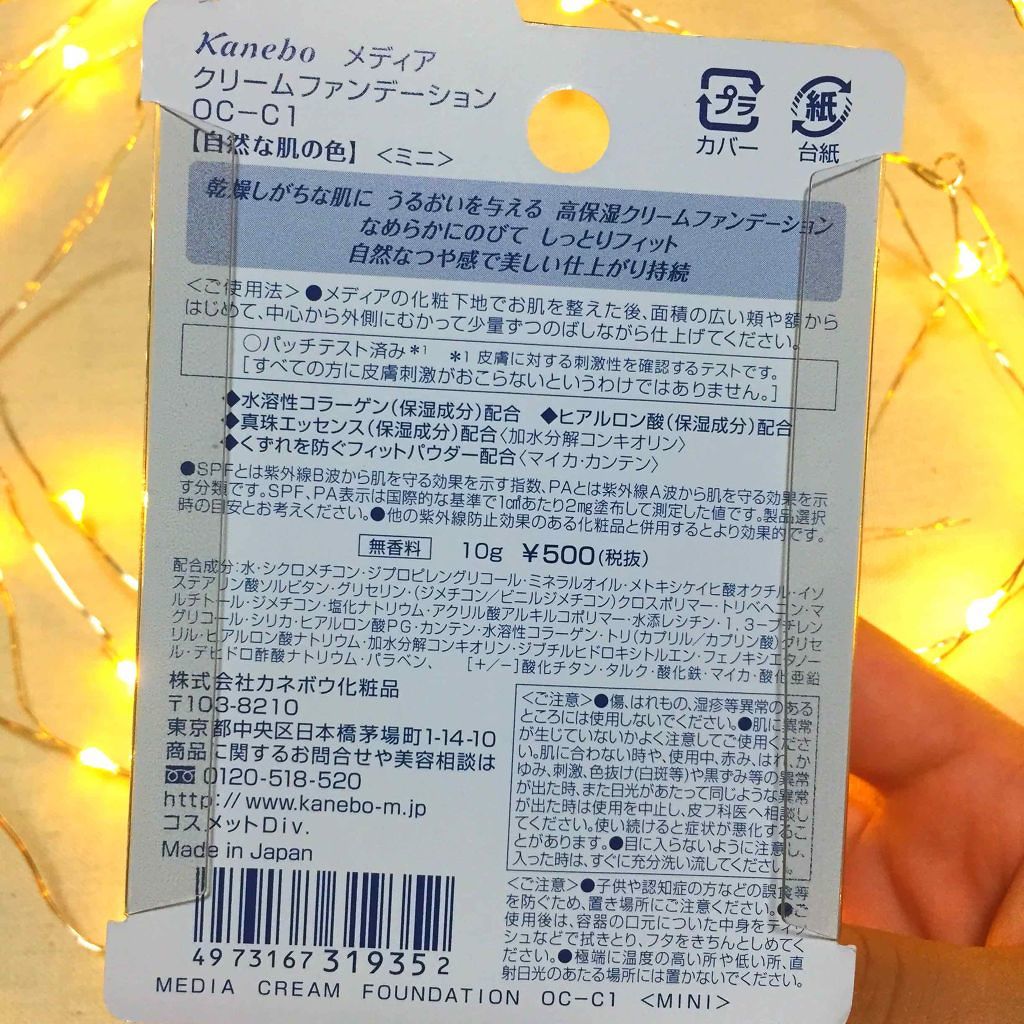 Kanebo メディア
クリームファンデーション
OC-C1
【自然な肌の色】 <ミニ>
プラ
カバー
紙
台紙
乾燥しがちな肌に うるおいを与える 高保湿クリームファンデーション
なめらかにのびて しっとりフィット
自然なつや感で美しい仕上がり持続
<ご使用法>●メディアの化粧下地でお肌を整えた後、面積の広い頬や額から
はじめて、中心から外側にむかって少量ずつのばしながら仕上げてください。
○パッチテスト済み*1 *1 皮膚に対する刺激性を確認するテストです。
[すべての方に皮膚刺激がおこらないというわけではありません。]
◆水溶性コラーゲン(保湿成分)配合 ◆ヒアルロン酸(保湿成分)配合
◆真珠エッセンス(保湿成分)配合〈加水分解コンキオリン〉
◆くずれを防ぐフィットパウダー配合〈マイカ・カンテン〉
●SPFとは紫外線B波から肌を守る効果を示す指数、PAとは紫外線A波から肌を守る効果を示
す分類です。SPF、PA表示は国際的な基準で1c㎡あたり2mg塗布して測定した値です。製品選択
時の目安とお考えください。●他の紫外線防止効果のある化粧品と併用するとより効果的です。
無香料 10g ¥500(税抜)
配合成分:水・シクロメチコン・ジプロピレングリコール・ミネラルオイル・メトキシケイヒ酸オクチル・イソ
ステアリン酸ソルビタン・グリセリン・(ジメチコン/ビニルジメチコン)クロスポリマー・トリベヘニン・マ
ルチトール・ジメチコン・塩化ナトリウム・アクリル酸アルキルコポリマー・水添レシチン・1,3-ブチレン
グリコール・シリカ・ヒアルロン酸PG・カンテン・水溶性コラーゲン・トリ(カプリル/カプリン酸)グリセ
リル・ヒアルロン酸ナトリウム・加水分解コンキオリン・ジブチルヒドロキシトルエン・フェノキシエタノー
ル・デヒドロ酢酸ナトリウム・パラベン、 [+/-]酸化チタン・タルク・酸化鉄・マイカ・酸化亜鉛
株式会社カネボウ化粧品
〒103-8210
東京都中央区日本橋茅場町1-14-10
商品に関するお問合せや美容相談は
0120-518-520
http://www.kanebo-m.jp
コスメットDiv.
Made in Japan
<ご注意>●傷、はれもの、湿疹等異常のある
ところには使用しないでください。●肌に異常
が生じていないかよく注意してご使用くださ
い。肌に合わない時や、使用中、赤み、はれ、か
ゆみ、刺激、色抜け(白斑等)や黒ずみ等の異常
が出た時、また日光があたって同じような異常
が出た時は使用を中止し、皮フ科医へ相談し
てください。使い続けると症状が悪化するこ
とがあります。●目に入らないように注意し、
入った時は、すぐに充分洗い流してください。
<ご注意>●子供や認知症の方などの誤食等
を防ぐため、置き場所にご注意ください。●ご
使用後は、容器の口元についた中身をティッ
シュなどで拭きとり、フタをきちんとしめてく
ださい。●極端に温度の高い所や低い所、直
射日光のあたる場所には置かないでください。
4973167319352
MEDIA CREAM FOUNDATION OC-C1 <MINI>